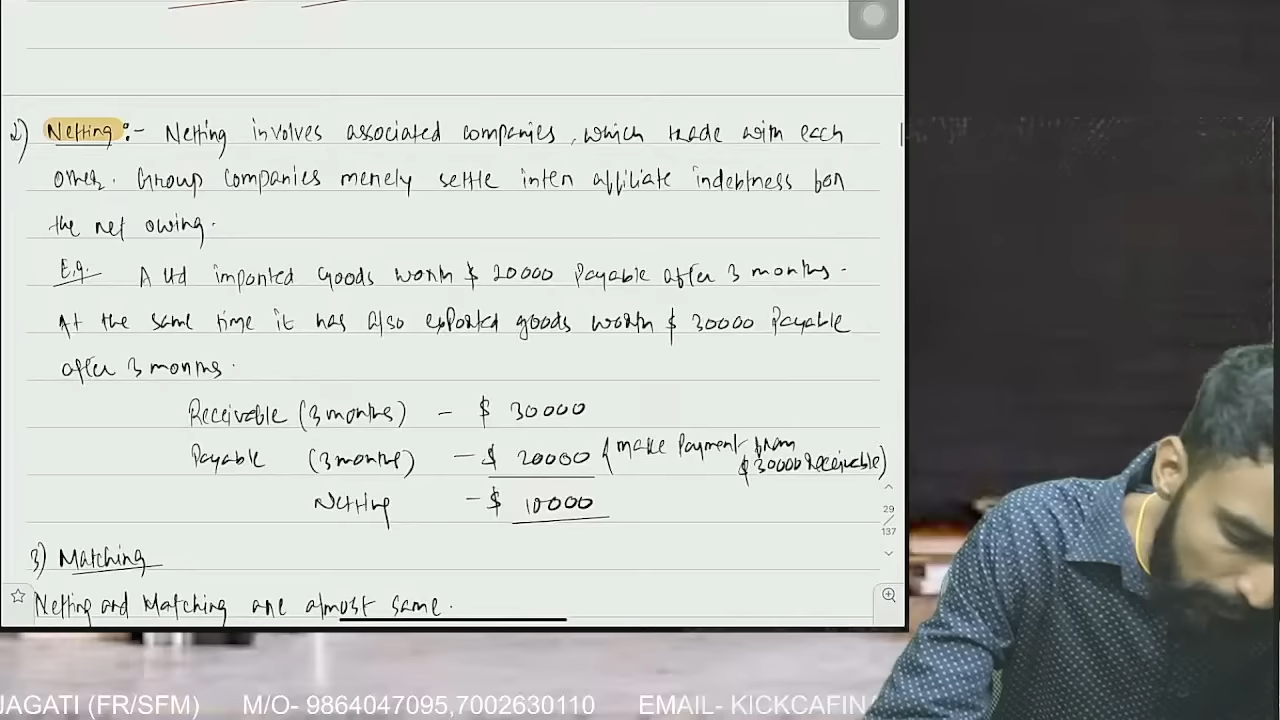 2) Netting :- Netting involves associated companies, which trade with each
other. Group companies merely settle inter affiliate indebtness for
the net owing.
E.g. A Ltd imported Goods worth $ 20000 Payable after 3 months.
At the same time it has also exported goods worth $ 30000 Payable
after 3 months.
Receivable (3 months) - $ 30000
Payable (3 months) - $ 20000 (make Payment from
$30000 Receivable)
Netting - $ 10000
29
/
137
3) Matching
Netting and Matching are almost same.
JAGATI (FR/SFM) M/O- 9864047095,7002630110 EMAIL- KICKCAFINA